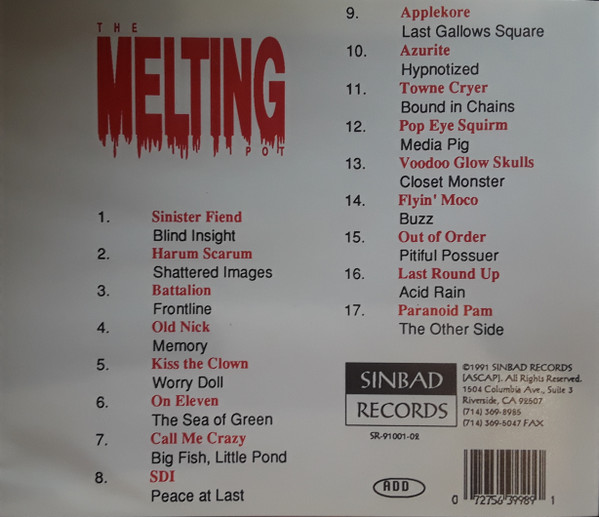 THE
MELTING
POT
1. Sinister Fiend
Blind Insight
2. Harum Scarum
Shattered Images
3. Battalion
Frontline
4. Old Nick
Memory
5. Kiss the Clown
Worry Doll
6. On Eleven
The Sea of Green
7. Call Me Crazy
Big Fish, Little Pond
8. SDI
Peace at Last
9. Applekore
Last Gallows Square
10. Azurite
Hypnotized
11. Towne Cryer
Bound in Chains
12. Pop Eye Squirm
Media Pig
13. Voodoo Glow Skulls
Closet Monster
14. Flyin' Moco
Buzz
15. Out of Order
Pitiful Possuer
16. Last Round Up
Acid Rain
17. Paranoid Pam
The Other Side
SINBAD
RECORDS
SR-91001-02
©1991 SINBAD RECORDS
[ASCAP]. All Rights Reserved.
1504 Columbia Ave., Suite 3
Riverside, CA 92507
(714) 369-8985
(714) 369-5047 FAX
ADD
0 72756 39989 1